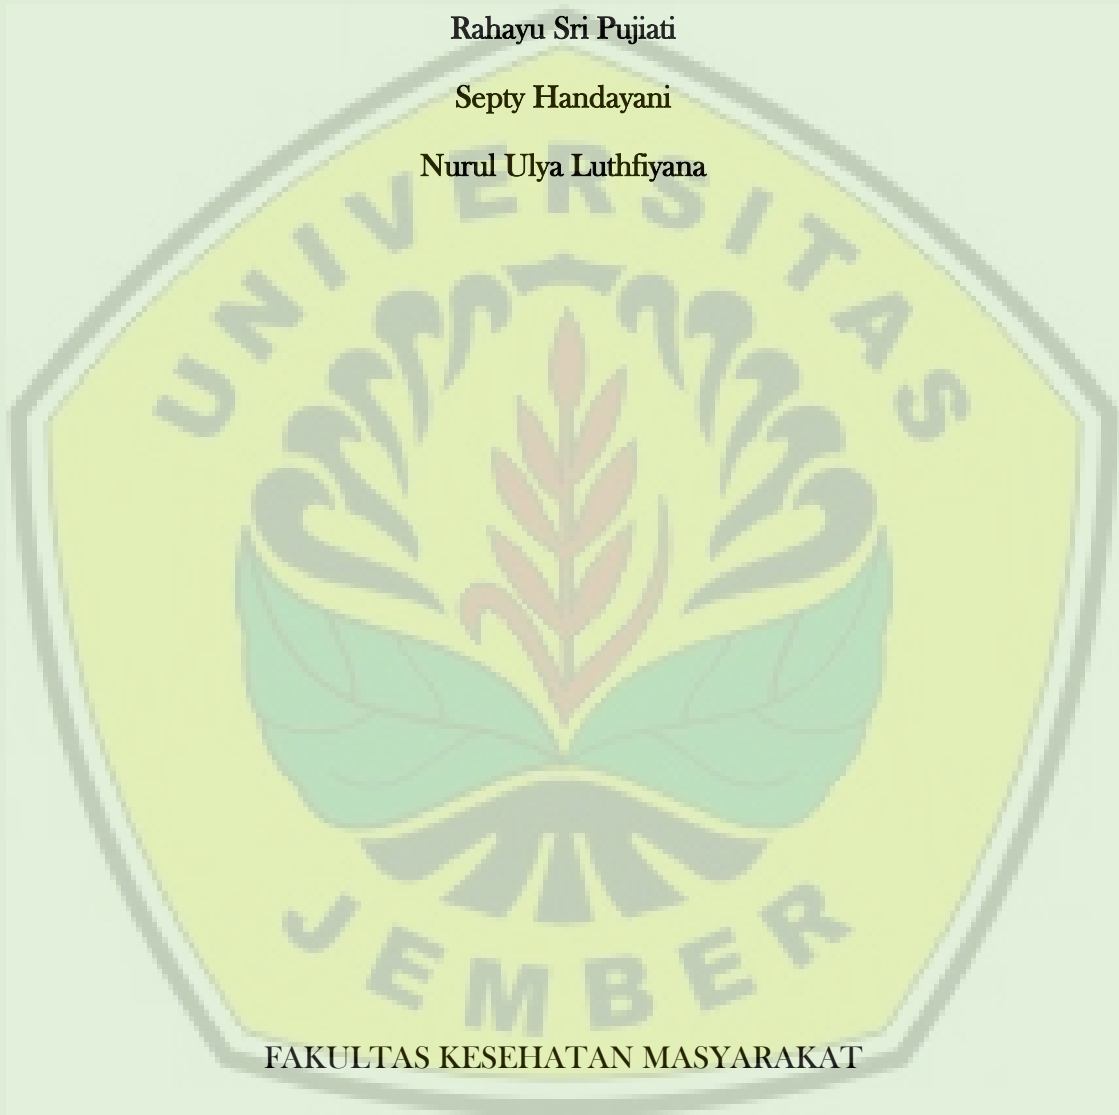 Rahayu Sri Pujiati
Septy Handayani
Nurul Ulya Luthfiyana
UNIVERSITAS
JEMBER
FAKULTAS KESEHATAN MASYARAKAT